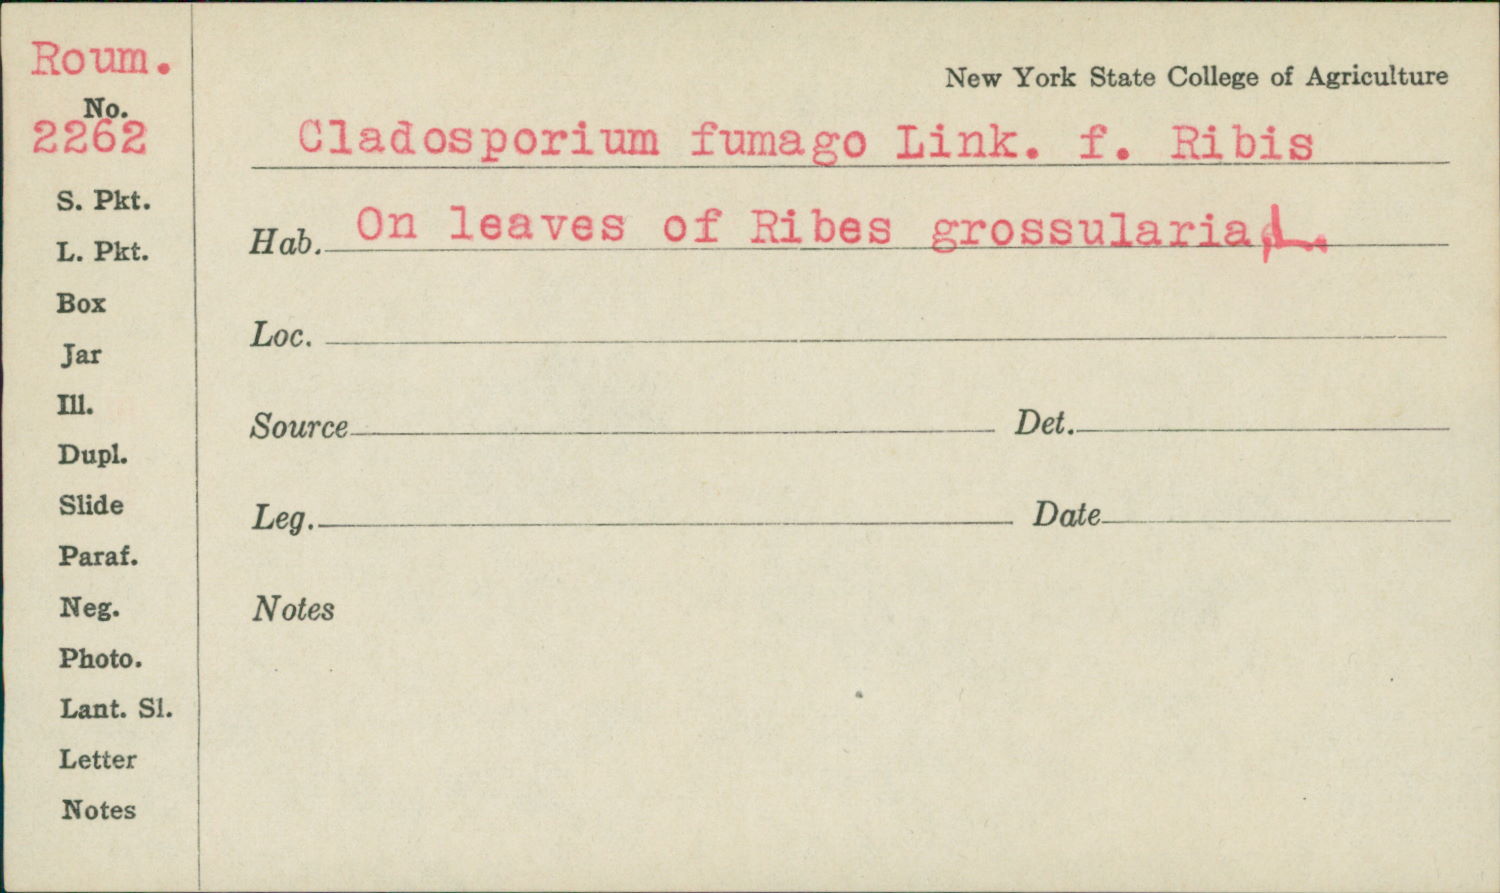 Roum.
No.
2262
S. Pkt.
L. Pkt.
Box
Jar
Ill.
Dupl.
Slide
Paraf.
Neg.
Photo.
Lant. Sl.
Letter
Notes
New York State College of Agriculture
Cladosporium fumago Link. f. Ribis
Hab. On leaves of Ribes grossularia L.
Loc.
Source Det.
Leg. Date
Notes